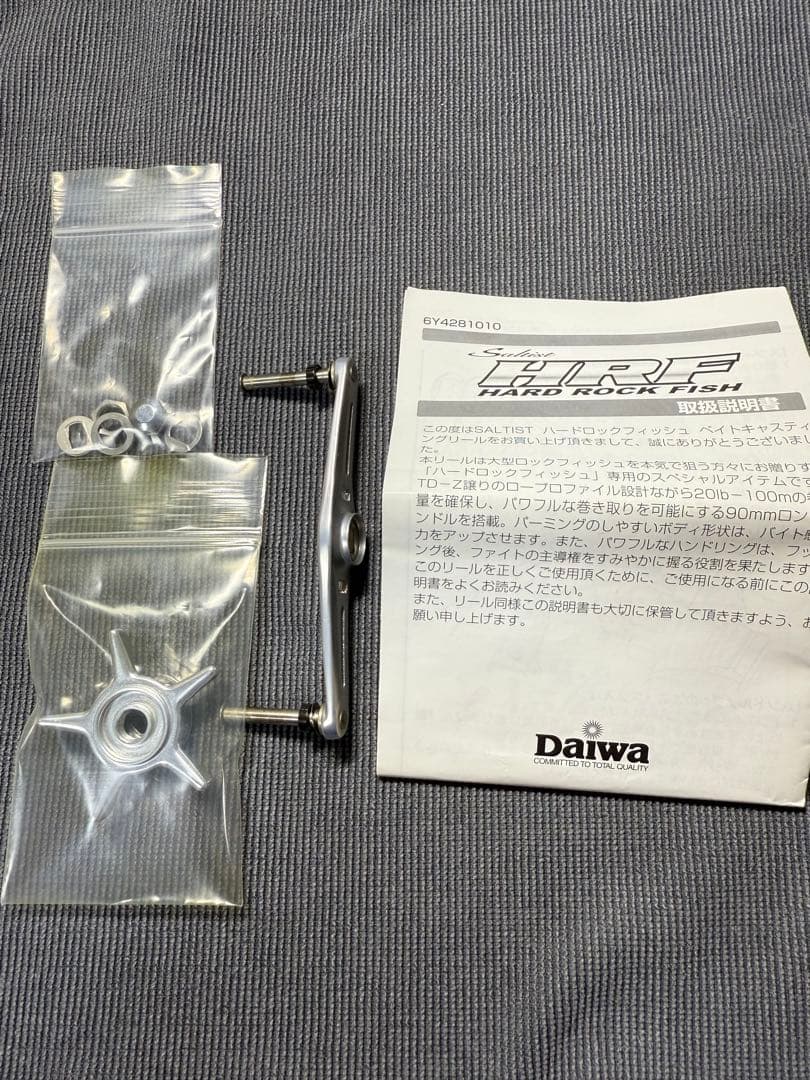 6Y4281010
Saltist
HRF
HARD ROCK FISH
取扱説明書
この度はSALTIST ハードロックフィッシュ ベイトキャスティ
ングリールをお買い上げ頂きまして、誠にありがとうございまし
た。
本リールは大型ロックフィッシュを本気で狙う方々にお贈りす
「ハードロックフィッシュ」専用のスペシャルアイテムです
TD-Z譲りのロープロファイル設計ながら20lb-100mの
量を確保し、パワフルな巻き取りを可能にする90mmロン
ンドルを搭載。パーミングのしやすいボディ形状は、バイト感
力をアップさせます。また、パワフルなハンドリングは、フッ
ング後、ファイトの主導権をすみやかに握る役割を果たします
このリールを正しくご使用頂くために、ご使用になる前にこの
明書をよくお読みください。
また、リール同様この説明書も大切に保管して頂きますよう、お
願い申し上げます。
Daiwa
COMMITTED TO TOTAL QUALITY